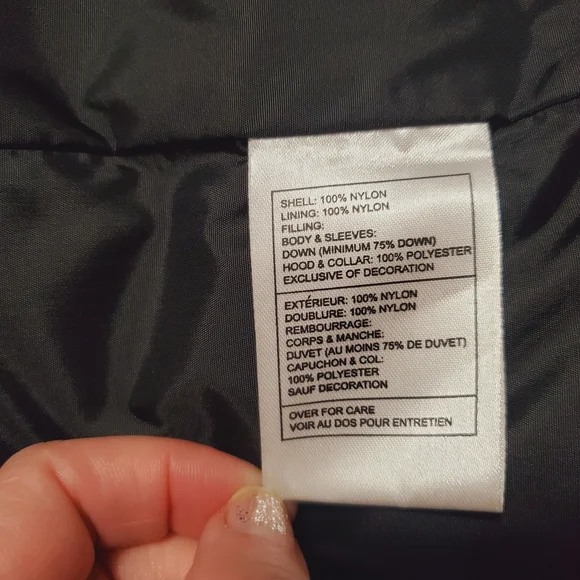 SHELL: 100% NYLON
LINING: 100% NYLON
FILLING:
BODY & SLEEVES:
DOWN (MINIMUM 75% DOWN)
HOOD & COLLAR: 100% POLYESTER
EXCLUSIVE OF DECORATION
EXTÉRIEUR: 100% NYLON
DOUBLURE: 100% NYLON
REMBOURRAGE:
CORPS & MANCHE:
DUVET (AU MOINS 75% DE DUVET)
CAPUCHON & COL:
100% POLYESTER
SAUF DECORATION
OVER FOR CARE
VOIR AU DOS POUR ENTRETIEN